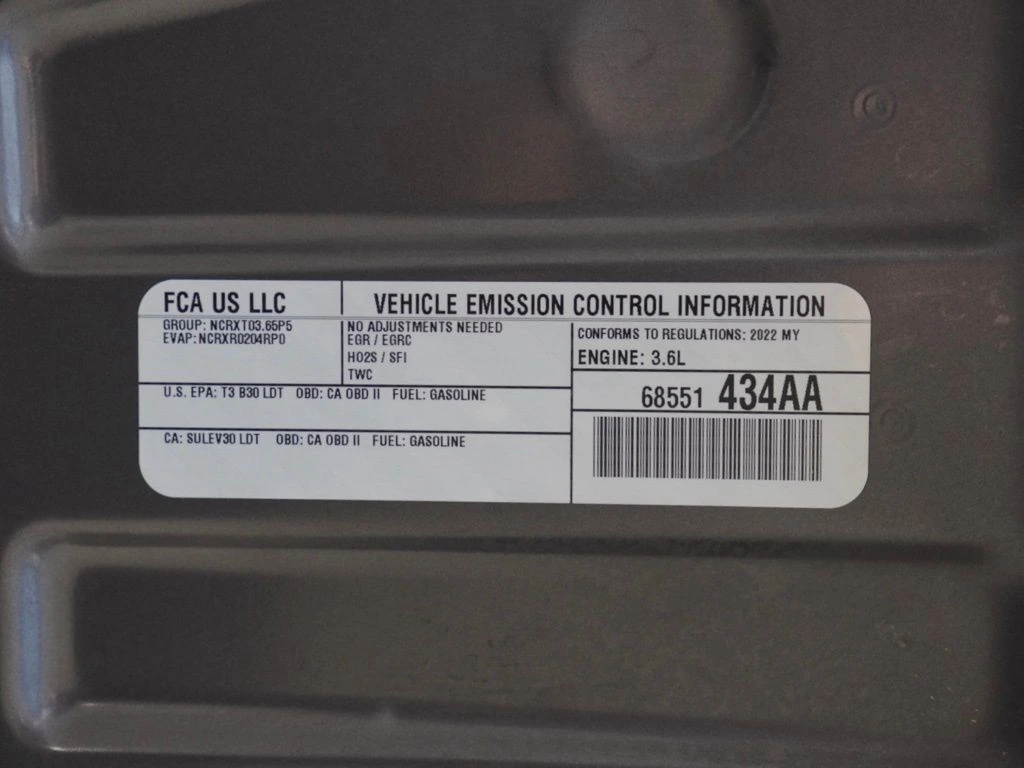 FCA US LLC
VEHICLE EMISSION CONTROL INFORMATION
GROUP: NCRXT03.65P5
EVAP: NCRXR0204RP0
NO ADJUSTMENTS NEEDED
EGR / EGRC
HO2S / SFI
TWC
CONFORMS TO REGULATIONS: 2022 MY
ENGINE: 3.6L
U.S. EPA: T3 B30 LDT OBD: CA OBD II FUEL: GASOLINE
68551 434AA
CA: SULEV30 LDT OBD: CA OBD II FUEL: GASOLINE